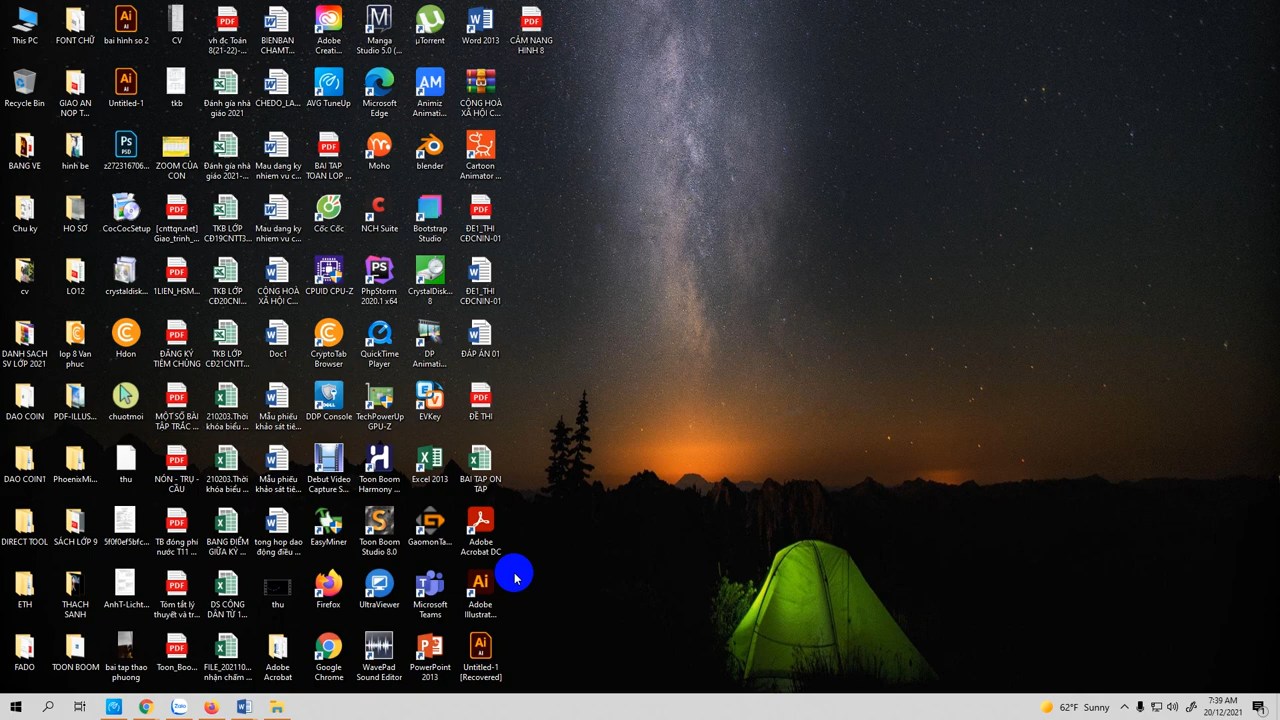 This PC
FONT CHỮ
bai hinh so 2
CV
vh đc Toán
8(21-22)-...
BIENBAN
CHAMT...
Adobe
Creati...
Manga
Studio 5.0 (...
µTorrent
Word 2013
CẨM NANG
HINH 8
Recycle Bin
GIAO AN
NOP T...
Untitled-1
tkb
Đánh gía nhà
giáo 2021
CHEDO_LA...
AVG TuneUp
Microsoft
Edge
Animiz
Animati...
CỘNG HOÀ
XÃ HỘI C...
BANG VE
hinh be
z272316706...
ZOOM CỦA
CON
Đánh gía nhà
giáo 2021-...
Mau dang ky
nhiem vu c...
BAI TAP
TOAN LOP ...
Moho
blender
Cartoon
Animator ...
Chu ky
HO SƠ
CocCocSetup
[cnttqn.net]
Giao_trinh_...
TKB LỚP
CĐ19CNTT3...
Mau dang ky
nhiem vu c...
Cốc Cốc
NCH Suite
Bootstrap
Studio
ĐE1_THI
CĐCNIN-01
cv
LO12
crystaldisk...
1LIEN_HSM...
TKB LỚP
CĐ20CNI...
CỘNG HOÀ
XÃ HỘI C...
CPUID CPU-Z
PhpStorm
2020.1 x64
CrystalDisk...
8
ĐE1_THI
CĐCNIN-01
DANH SACH
SV LỚP 2021
lop 8 Van
phuc
Hdon
ĐĂNG KÝ
TIÊM CHỦNG
TKB LỚP
CĐ21CNTT...
Doc1
CryptoTab
Browser
QuickTime
Player
DP
Animati...
ĐÁP ÁN 01
DAO COIN
PDF-ILLUS...
chuotmoi
MỘT SỐ BÀI
TẬP TRẮC ...
210203.Thời
khóa biểu ...
Mẫu phiếu
khảo sát tiê...
DDP Console
TechPowerUp
GPU-Z
EVKey
ĐỀ THI
DAO COIN1
PhoenixMi...
thu
NÓN - TRỤ -
CẦU
210203.Thời
khóa biểu ...
Mẫu phiếu
khảo sát tiê...
Debut Video
Capture S...
Toon Boom
Harmony ...
Excel 2013
BAI TAP ON
TAP
DIRECT TOOL
SÁCH LỚP 9
5f0f0ef5bfc...
TB đóng phí
nước T11 ...
BANG ĐIỂM
GIỮA KỲ ...
tong hop dao
động điều ...
EasyMiner
Toon Boom
Studio 8.0
GaomonTa...
Adobe
Acrobat DC
ETH
THACH
SANH
AnhT-Licht...
Tóm tắt lý
thuyết và tr...
DS CÔNG
DÂN TỪ 1...
thu
Firefox
UltraViewer
Microsoft
Teams
Adobe
Illustrat...
FADO
TOON BOOM
bai tap thao
phuong
Toon_Boo...
FILE_202110...
nhận chấm ...
Adobe
Acrobat
Google
Chrome
WavePad
Sound Editor
PowerPoint
2013
Untitled-1
[Recovered]
Zalo
62°F Sunny
7:39 AM
20/12/2021